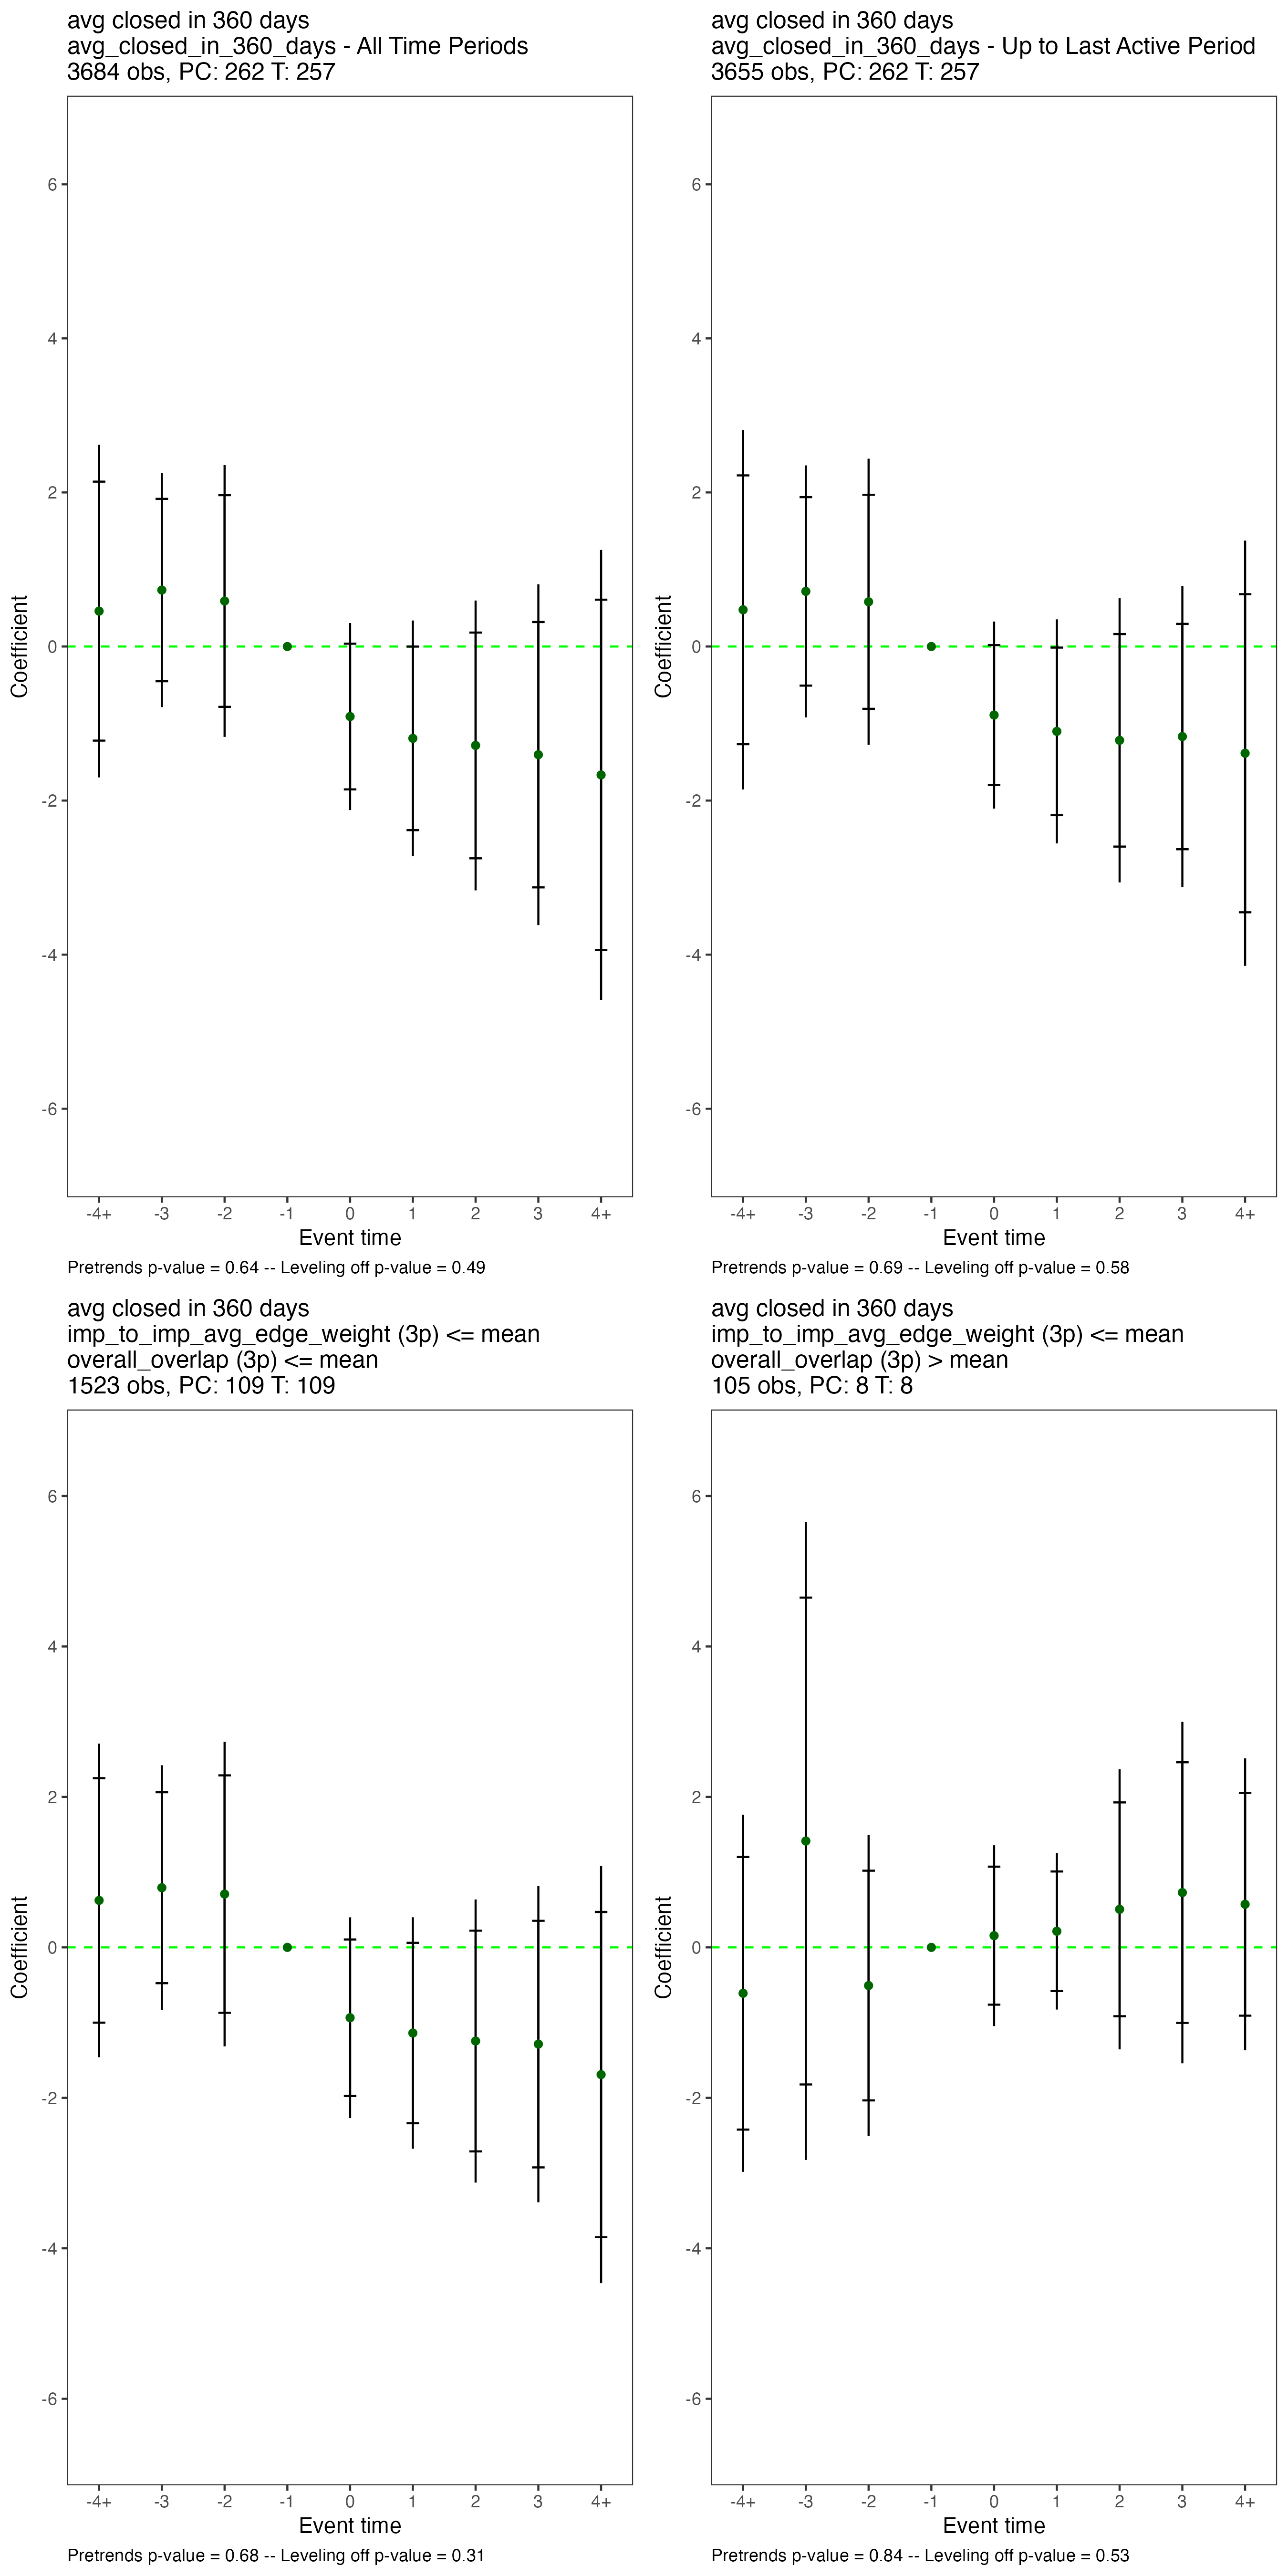 avg closed in 360 days
avg_closed_in_360_days - All Time Periods
3684 obs, PC: 262 T: 257
6
4
2
0
-2
-4
-6
Coefficient
-4+ -3 -2 -1 0 1 2 3 4+
Event time
Pretrends p-value = 0.64 -- Leveling off p-value = 0.49
avg closed in 360 days
avg_closed_in_360_days - Up to Last Active Period
3655 obs, PC: 262 T: 257
6
4
2
0
-2
-4
-6
Coefficient
-4+ -3 -2 -1 0 1 2 3 4+
Event time
Pretrends p-value = 0.69 -- Leveling off p-value = 0.58
avg closed in 360 days
imp_to_imp_avg_edge_weight (3p) <= mean
overall_overlap (3p) <= mean
1523 obs, PC: 109 T: 109
6
4
2
0
-2
-4
-6
Coefficient
-4+ -3 -2 -1 0 1 2 3 4+
Event time
Pretrends p-value = 0.68 -- Leveling off p-value = 0.31
avg closed in 360 days
imp_to_imp_avg_edge_weight (3p) <= mean
overall_overlap (3p) > mean
105 obs, PC: 8 T: 8
6
4
2
0
-2
-4
-6
Coefficient
-4+ -3 -2 -1 0 1 2 3 4+
Event time
Pretrends p-value = 0.84 -- Leveling off p-value = 0.53